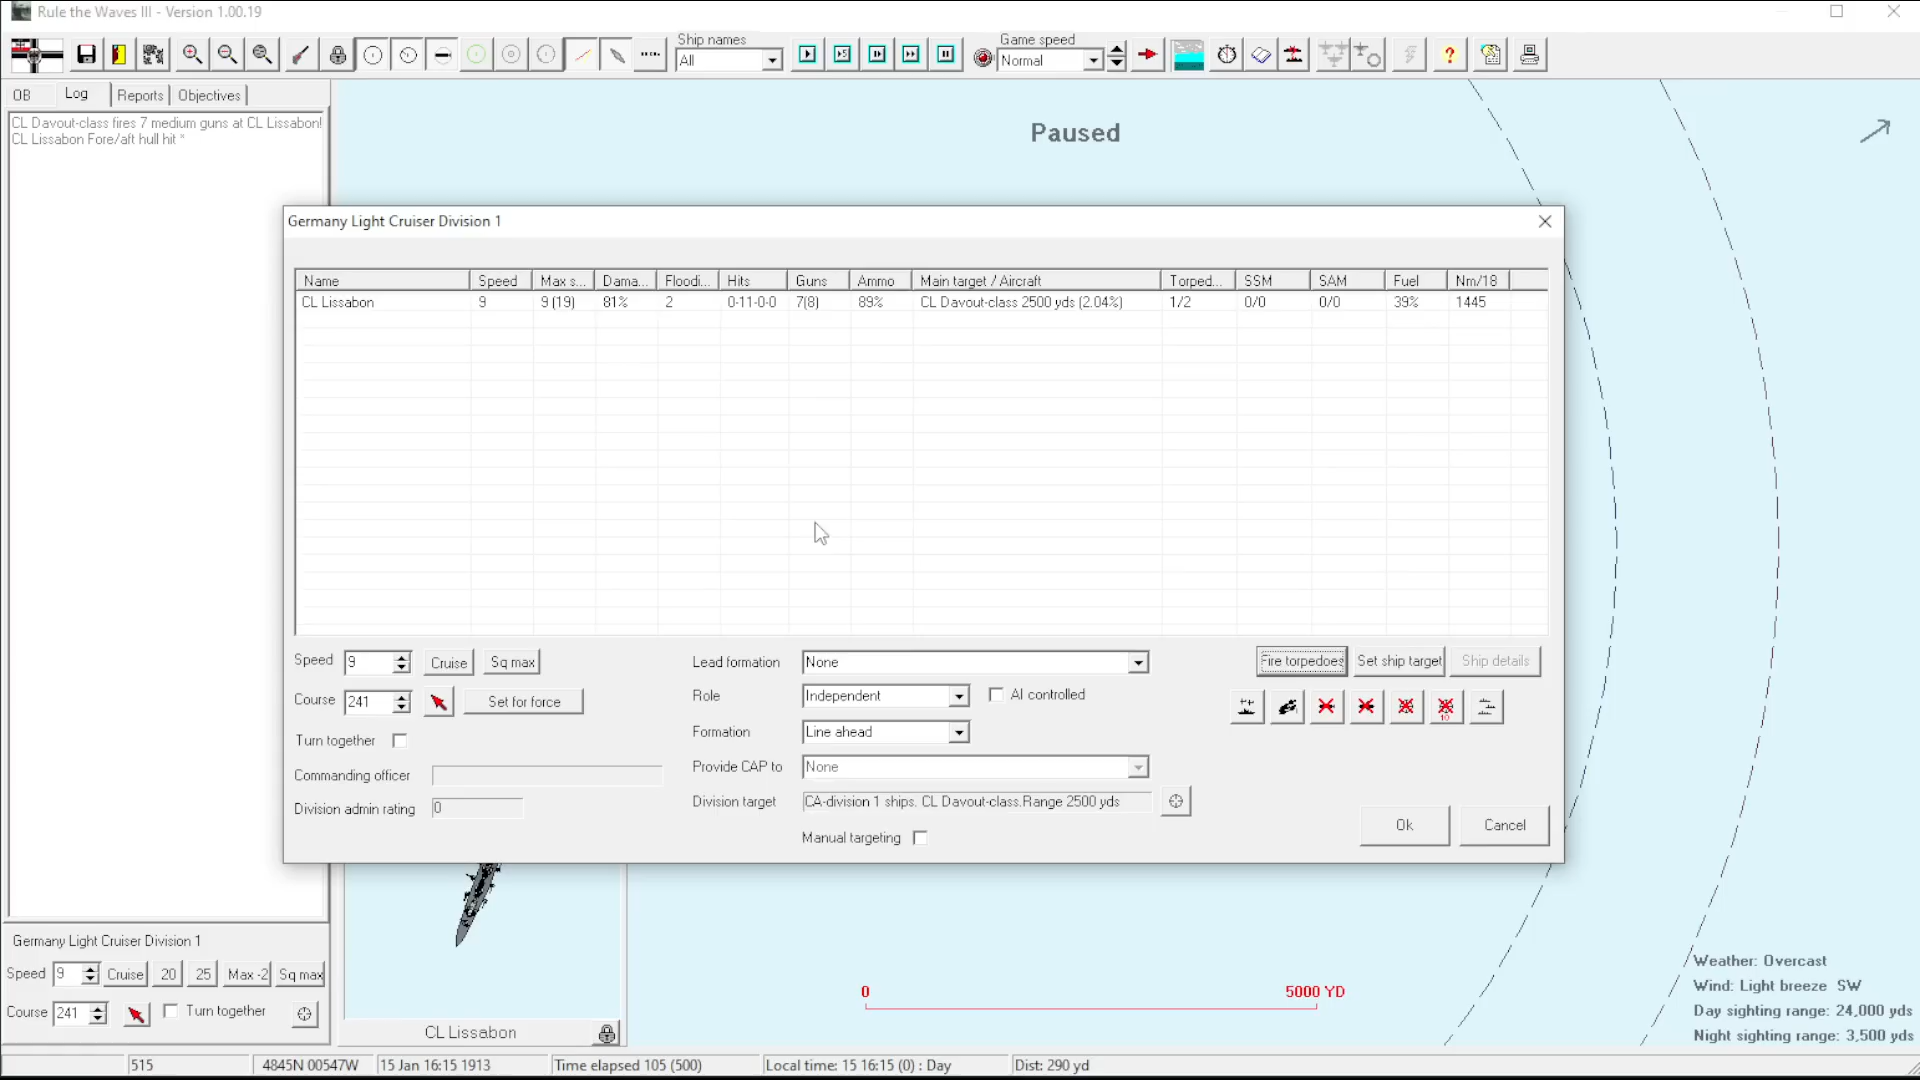 Rule the Waves III - Version 1.00.19
Ship names
All
Game speed
Normal
OB
Log
Reports
Objectives
CL Davout-class fires 7 medium guns at CL Lissabon!
CL Lissabon Fore/aft hull hit *
Paused
Germany Light Cruiser Division 1
Name Speed Max s... Dama... Floodi... Hits Guns Ammo Main target / Aircraft Torped... SSM SAM Fuel Nm/18
CL Lissabon 9 9 (19) 81% 2 0-11-0-0 7(8) 89% CL Davout-class 2500 yds (2.04%) 1/2 0/0 0/0 39% 1445
Speed 9 Cruise Sq max
Lead formation None
Fire torpedoes Set ship target Ship details
Course 241 Set for force
Role Independent AI controlled
10
Turn together
Formation Line ahead
Commanding officer
Provide CAP to None
Division admin rating 0
Division target CA-division 1 ships. CL Davout-class.Range 2500 yds
Manual targeting
Ok
Cancel
Germany Light Cruiser Division 1
Speed 9 Cruise 20 25 Max -2 Sq max
Course 241 Turn together
CL Lissabon
0
5000 YD
Weather: Overcast
Wind: Light breeze SW
Day sighting range: 24,000 yds
Night sighting range: 3,500 yds
515
4845N 00547W
15 Jan 16:15 1913
Time elapsed 105 (500)
Local time: 15 16:15 (0) : Day
Dist: 290 yd